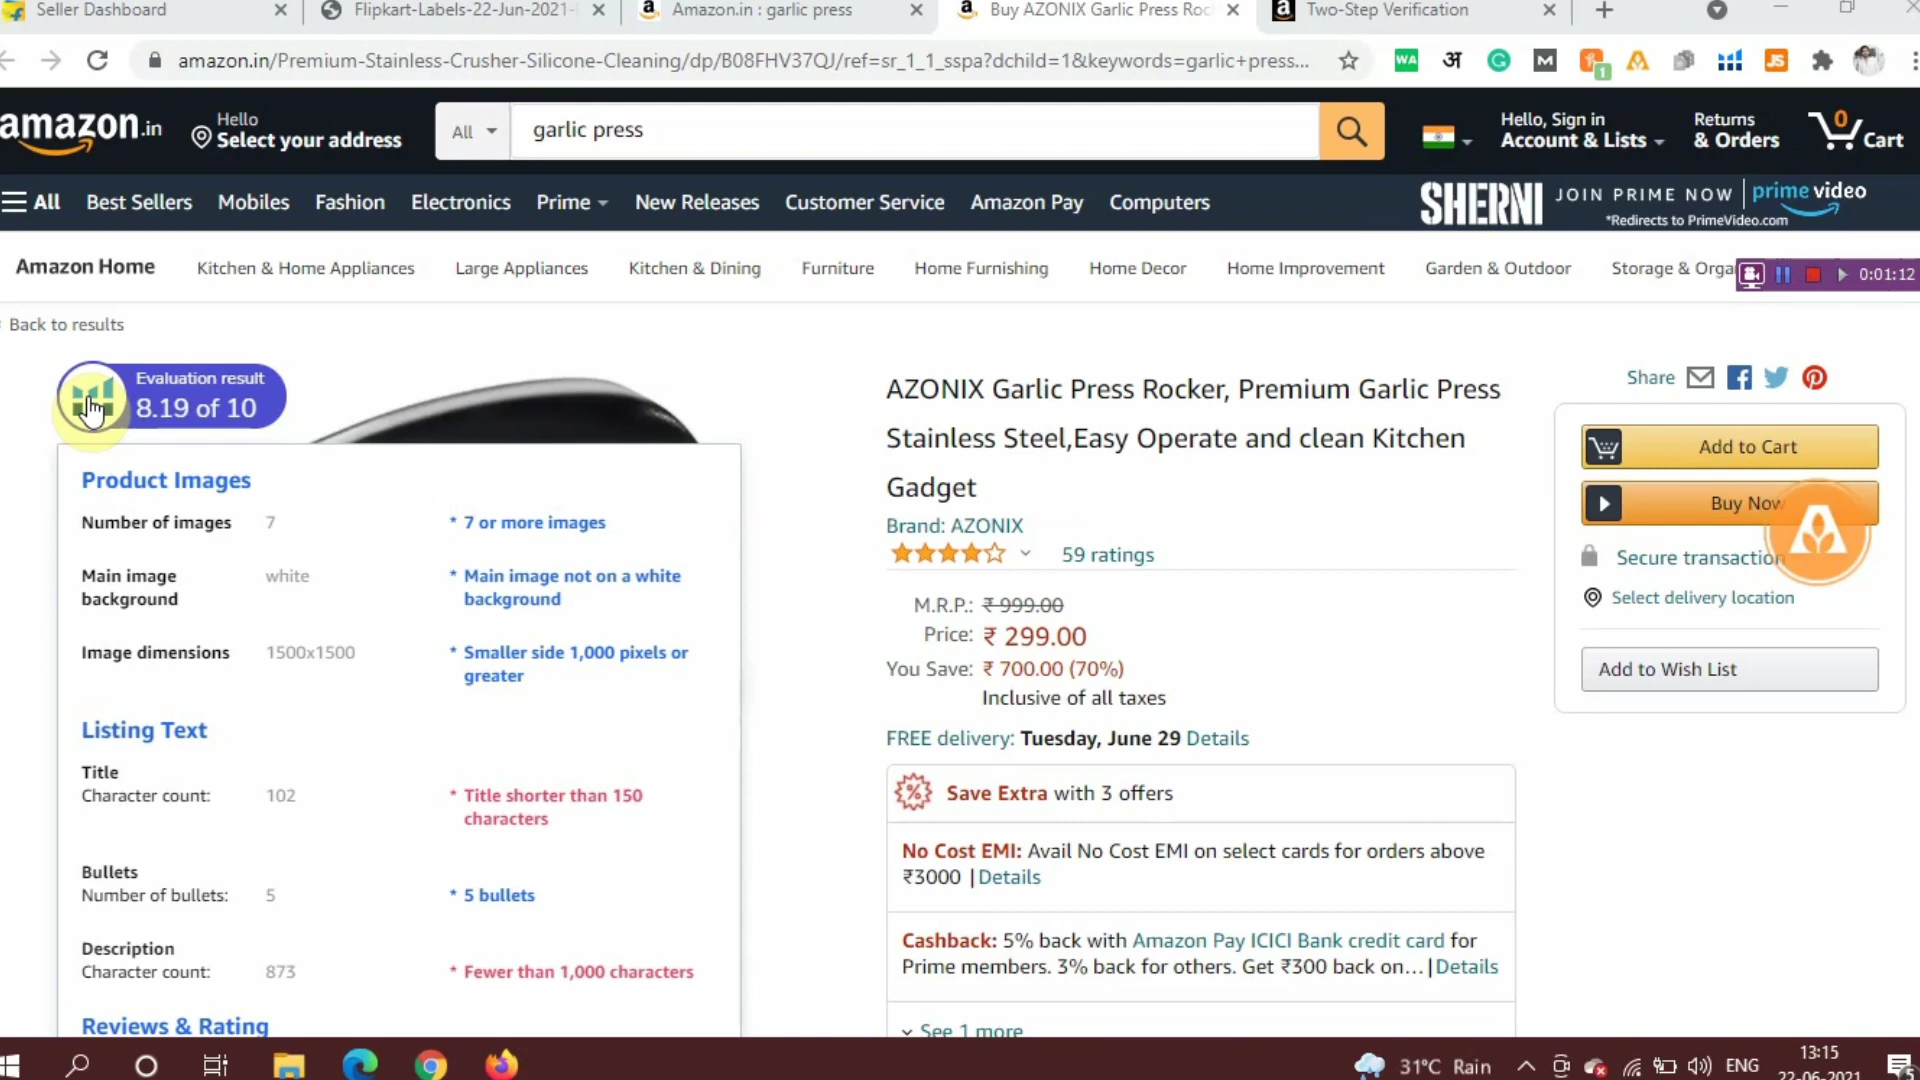 Seller Dashboard
Flipkart-Labels-22-Jun-2021-
Amazon.in : garlic press
Buy AZONIX Garlic Press Roc
Two-Step Verification
amazon.in/Premium-Stainless-Crusher-Silicone-Cleaning/dp/B08FHV37QJ/ref=sr_1_1_sspa?dchild=1&keywords=garlic+press...
WA
अ
G
M
1
JS
amazon.in
Hello
Select your address
All
garlic press
Hello, Sign in
Account & Lists
Returns
& Orders
0
Cart
All
Best Sellers
Mobiles
Fashion
Electronics
Prime
New Releases
Customer Service
Amazon Pay
Computers
SHERNI
JOIN PRIME NOW
prime video
*Redirects to PrimeVideo.com
Amazon Home
Kitchen & Home Appliances
Large Appliances
Kitchen & Dining
Furniture
Home Furnishing
Home Decor
Home Improvement
Garden & Outdoor
Storage & Orga
0:01:12
Back to results
Evaluation result
8.19 of 10
Product Images
Number of images 7 * 7 or more images
Main image background white * Main image not on a white background
Image dimensions 1500x1500 * Smaller side 1,000 pixels or greater
Listing Text
Title
Character count: 102 * Title shorter than 150 characters
Bullets
Number of bullets: 5 * 5 bullets
Description
Character count: 873 * Fewer than 1,000 characters
Reviews & Rating
AZONIX Garlic Press Rocker, Premium Garlic Press
Stainless Steel,Easy Operate and clean Kitchen
Gadget
Brand: AZONIX
59 ratings
M.R.P.: ₹ 999.00
Price: ₹ 299.00
You Save: ₹ 700.00 (70%)
Inclusive of all taxes
FREE delivery: Tuesday, June 29 Details
Save Extra with 3 offers
No Cost EMI: Avail No Cost EMI on select cards for orders above
₹3000 | Details
Cashback: 5% back with Amazon Pay ICICI Bank credit card for
Prime members. 3% back for others. Get ₹300 back on... | Details
See 1 more
Share
Add to Cart
Buy Now
Secure transaction
Select delivery location
Add to Wish List
31°C Rain
ENG
13:15
22-06-2021
5